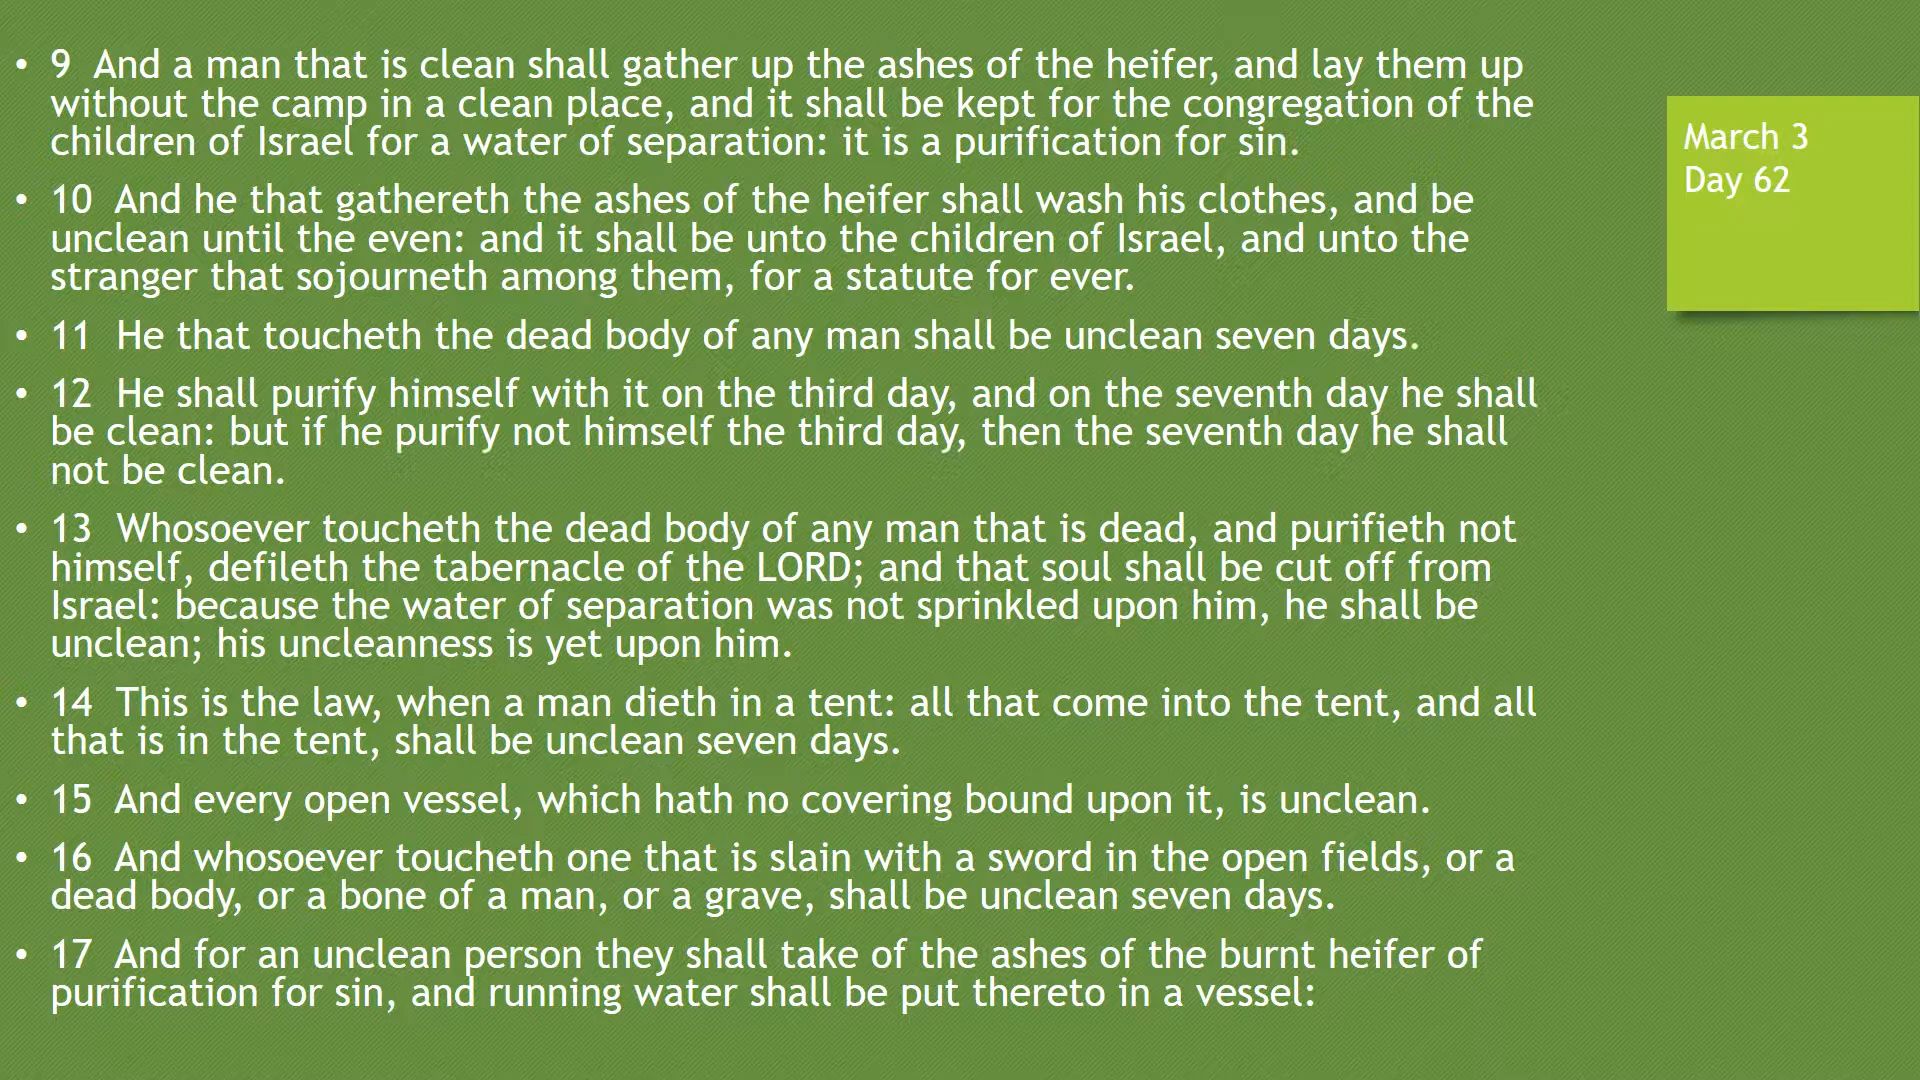 • 9  And a man that is clean shall gather up the ashes of the heifer, and lay them up
without the camp in a clean place, and it shall be kept for the congregation of the
children of Israel for a water of separation: it is a purification for sin.
• 10  And he that gathereth the ashes of the heifer shall wash his clothes, and be
unclean until the even: and it shall be unto the children of Israel, and unto the
stranger that sojourneth among them, for a statute for ever.
• 11  He that toucheth the dead body of any man shall be unclean seven days.
• 12  He shall purify himself with it on the third day, and on the seventh day he shall
be clean: but if he purify not himself the third day, then the seventh day he shall
not be clean.
• 13  Whosoever toucheth the dead body of any man that is dead, and purifieth not
himself, defileth the tabernacle of the LORD; and that soul shall be cut off from
Israel: because the water of separation was not sprinkled upon him, he shall be
unclean; his uncleanness is yet upon him.
• 14  This is the law, when a man dieth in a tent: all that come into the tent, and all
that is in the tent, shall be unclean seven days.
• 15  And every open vessel, which hath no covering bound upon it, is unclean.
• 16  And whosoever toucheth one that is slain with a sword in the open fields, or a
dead body, or a bone of a man, or a grave, shall be unclean seven days.
• 17  And for an unclean person they shall take of the ashes of the burnt heifer of
purification for sin, and running water shall be put thereto in a vessel:
March 3
Day 62